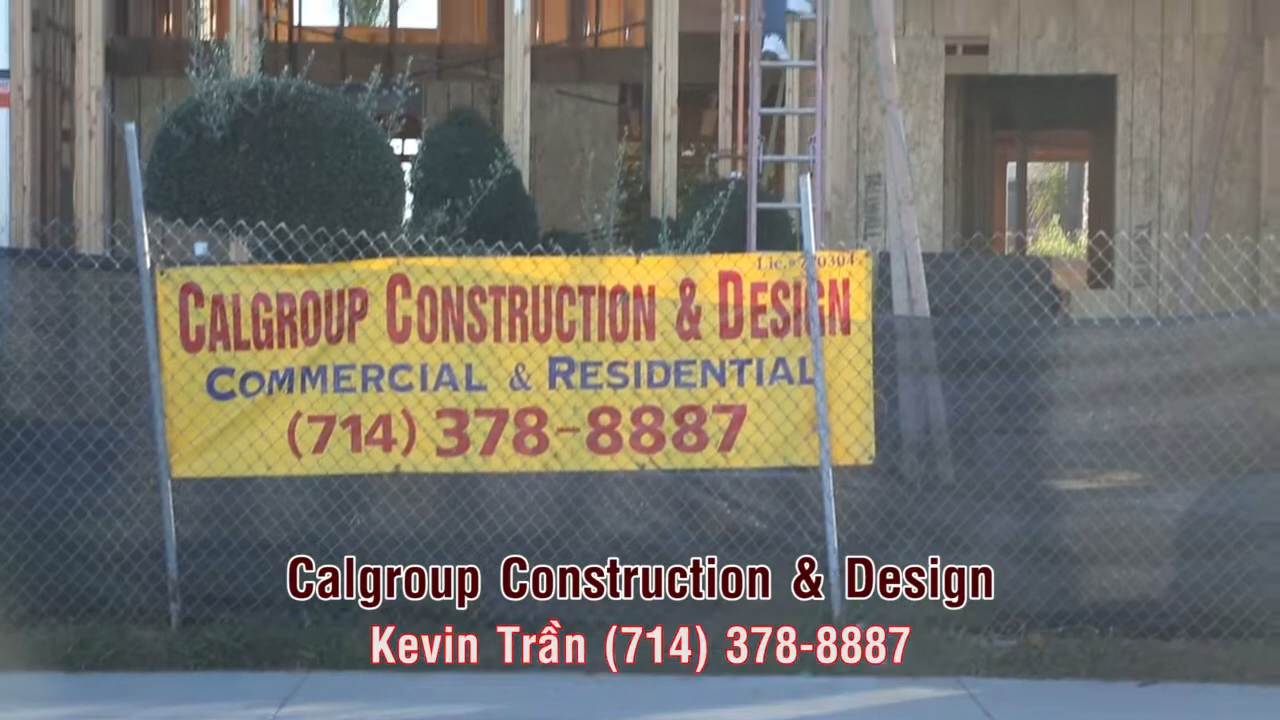 CALGROUP CONSTRUCTION & DESIGN
COMMERCIAL & RESIDENTIAL
(714) 378-8887
Calgroup Construction & Design
Kevin Trần (714) 378-8887